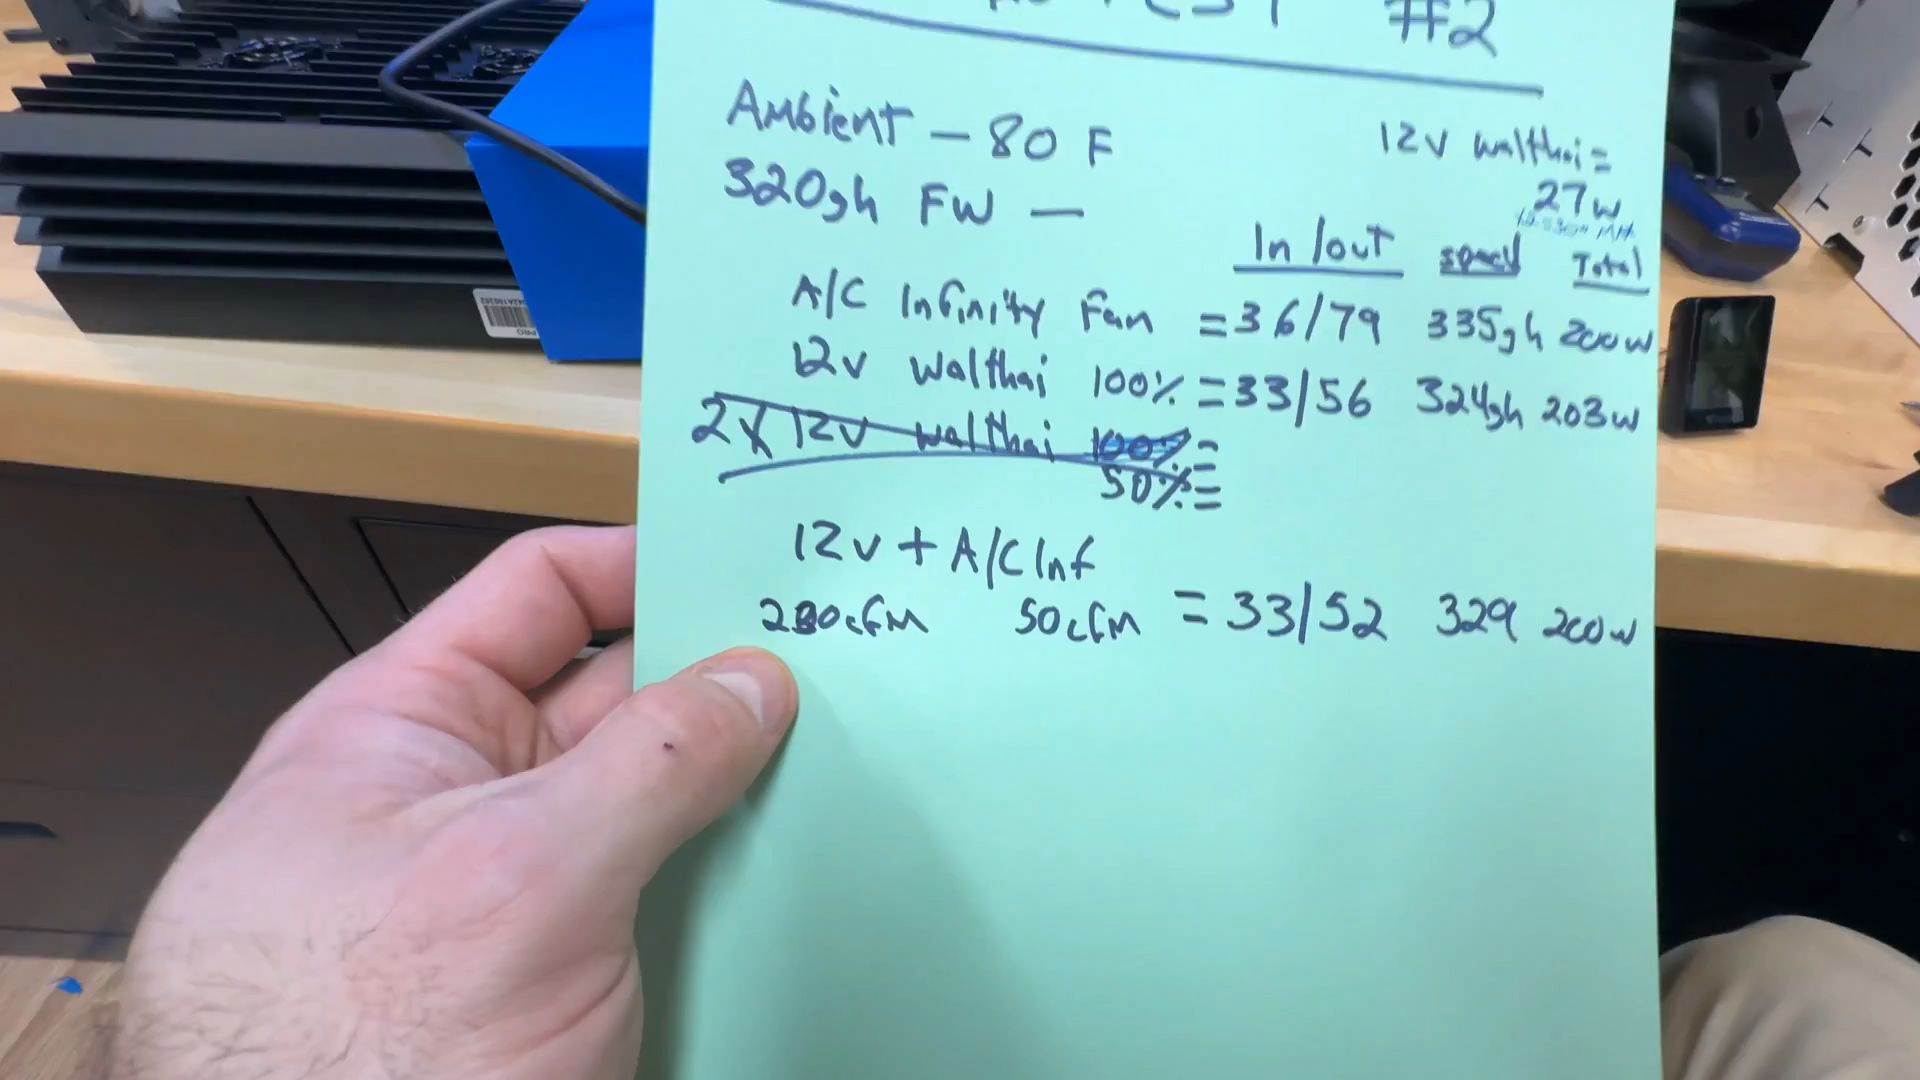 #2
Ambient - 80 F
12v walthai =
27w
320gh FW —
In/out speed Total
A/C Infinity Fan = 36/79 335gh 200w
12v walthai 100% = 33/56 324gh 203w
2x 12v walthai 100% =
50% =
12v + A/C Inf
200cfm 50cfm = 33/52 329 200w